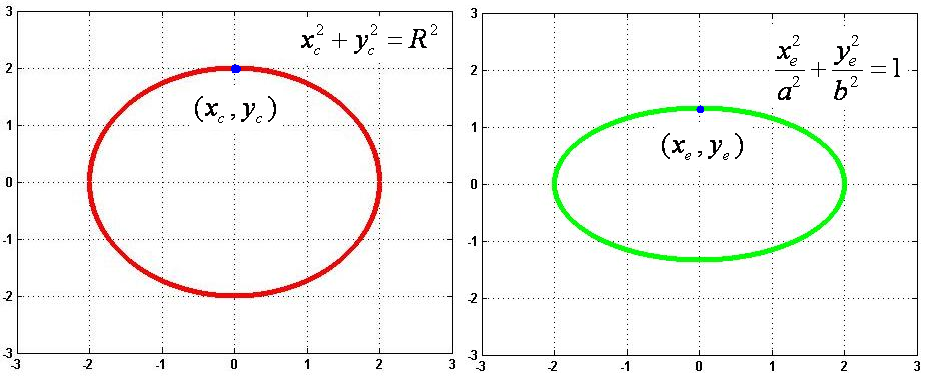 x_c^2 + y_c^2 = R^2
(x_c, y_c)
3
2
1
0
-1
-2
-3
-3 -2 -1 0 1 2 3
x_e^2/a^2 + y_e^2/b^2 = 1
(x_e, y_e)
3
2
1
0
-1
-2
-3
-3 -2 -1 0 1 2 3